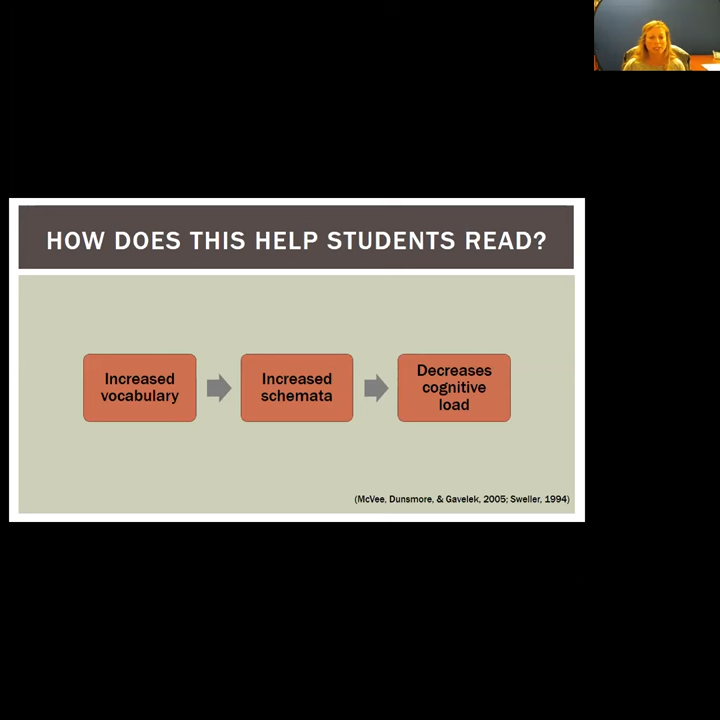 HOW DOES THIS HELP STUDENTS READ?
Increased
vocabulary
Increased
schemata
Decreases
cognitive
load
(McVee, Dunsmore, & Gavelek, 2005; Sweller, 1994)